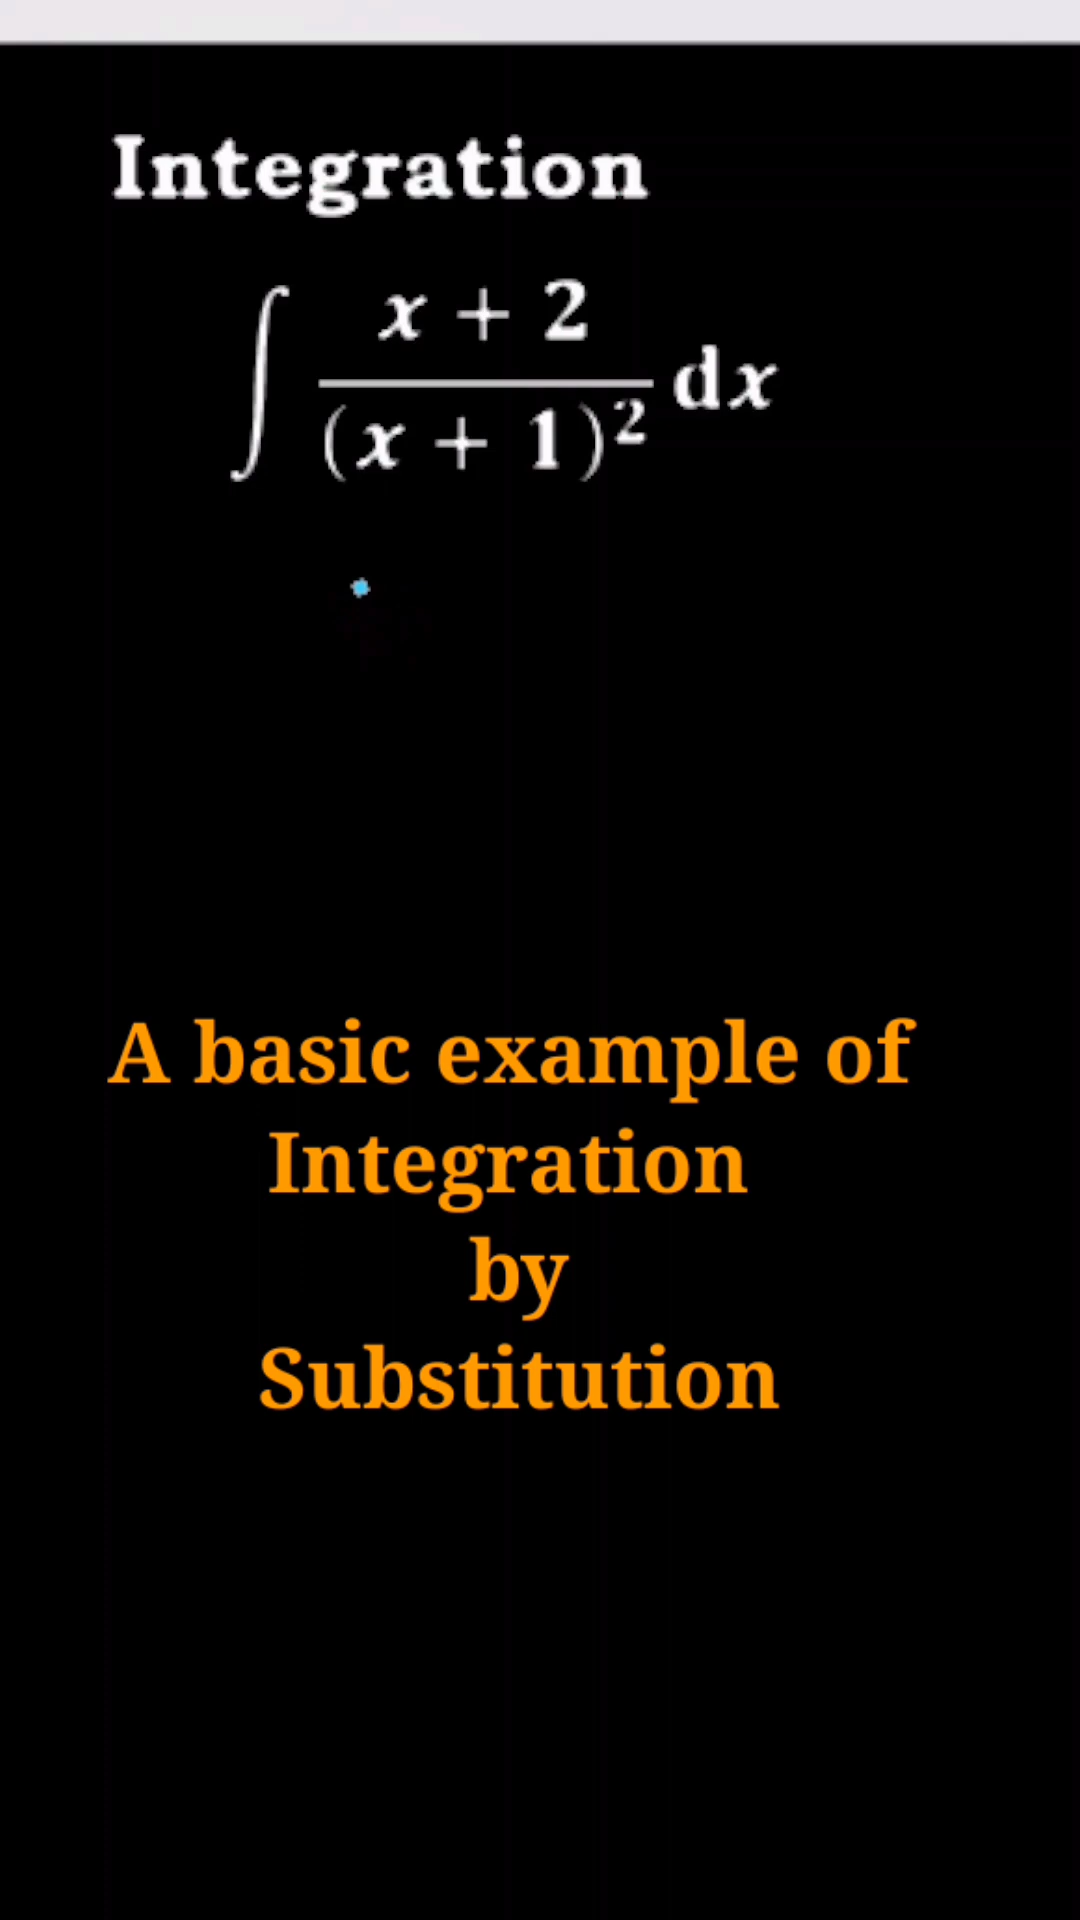 Integration
∫ x + 2 / (x + 1)² dx
A basic example of
Integration
by
Substitution